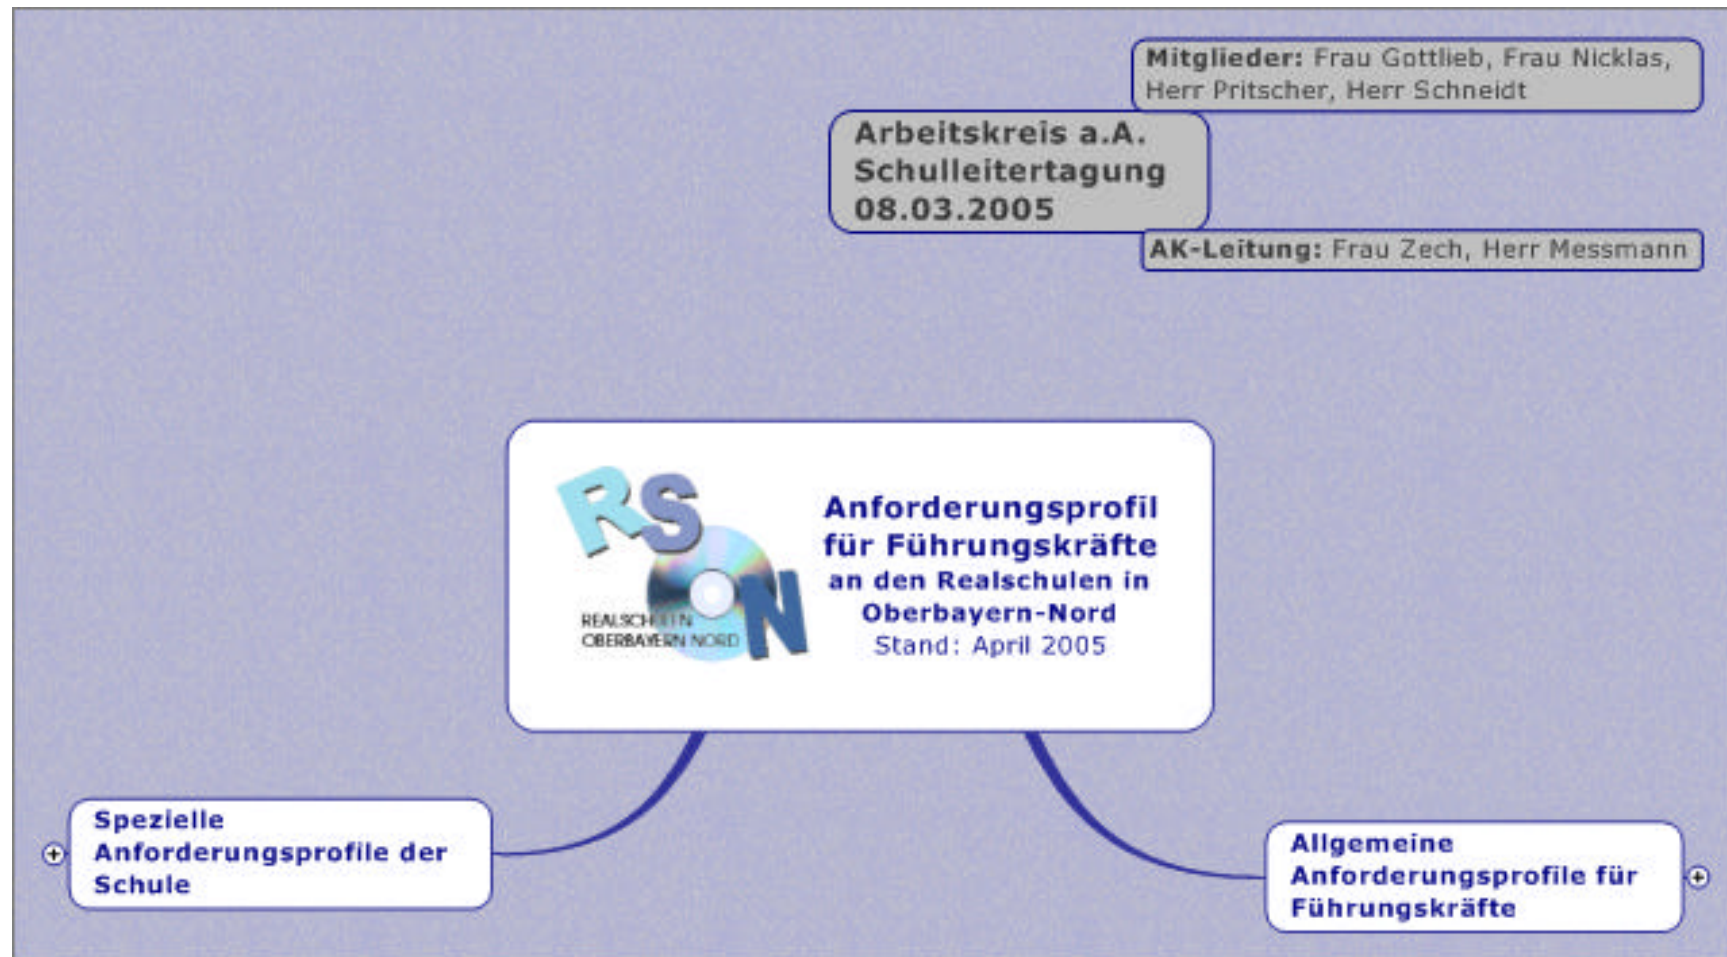 Mitglieder: Frau Gottlieb, Frau Nicklas,
Herr Pritscher, Herr Schneidt
Arbeitskreis a.A.
Schulleitertagung
08.03.2005
AK-Leitung: Frau Zech, Herr Messmann
RSN
REALSCHULEN
OBERBAYERN NORD
Anforderungsprofil
für Führungskräfte
an den Realschulen in
Oberbayern-Nord
Stand: April 2005
Spezielle
Anforderungsprofile der
Schule
Allgemeine
Anforderungsprofile für
Führungskräfte